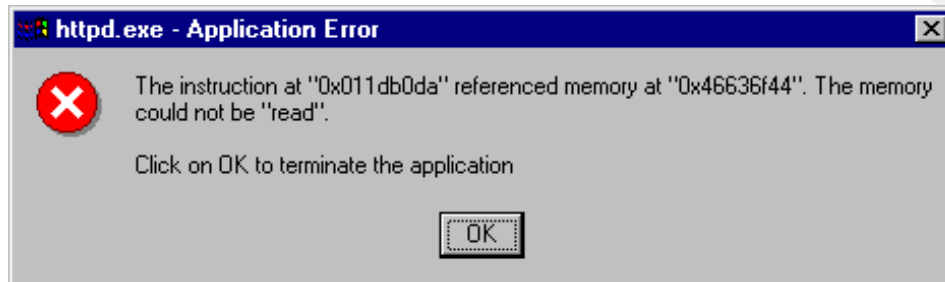 httpd.exe - Application Error
The instruction at "0x011db0da" referenced memory at "0x46636f44". The memory
could not be "read".
Click on OK to terminate the application
OK